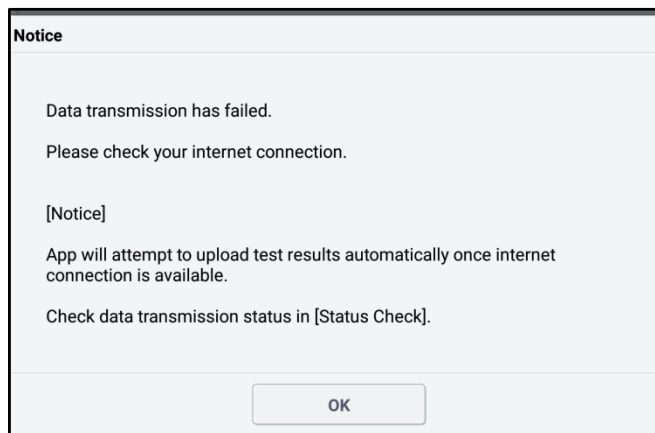 Notice
Data transmission has failed.
Please check your internet connection.
[Notice]
App will attempt to upload test results automatically once internet
connection is available.
Check data transmission status in [Status Check].
OK